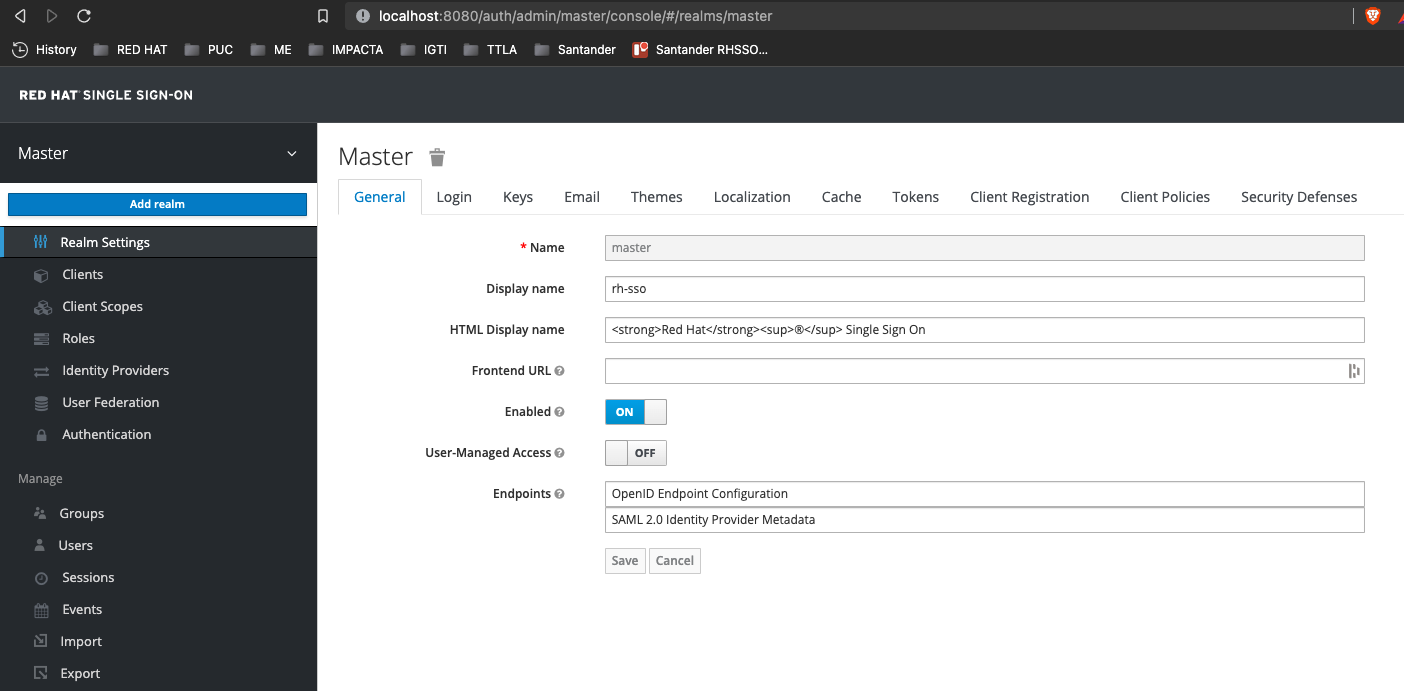 localhost:8080/auth/admin/master/console/#/realms/master
History RED HAT PUC ME IMPACTA IGTI TTLA Santander Santander RHSSO...
RED HAT® SINGLE SIGN-ON
Master
Add realm
Realm Settings
Clients
Client Scopes
Roles
Identity Providers
User Federation
Authentication
Manage
Groups
Users
Sessions
Events
Import
Export
Master
General Login Keys Email Themes Localization Cache Tokens Client Registration Client Policies Security Defenses
* Name master
Display name rh-sso
HTML Display name <strong>Red Hat</strong><sup>®</sup> Single Sign On
Frontend URL
Enabled ON
User-Managed Access OFF
Endpoints OpenID Endpoint Configuration
SAML 2.0 Identity Provider Metadata
Save Cancel